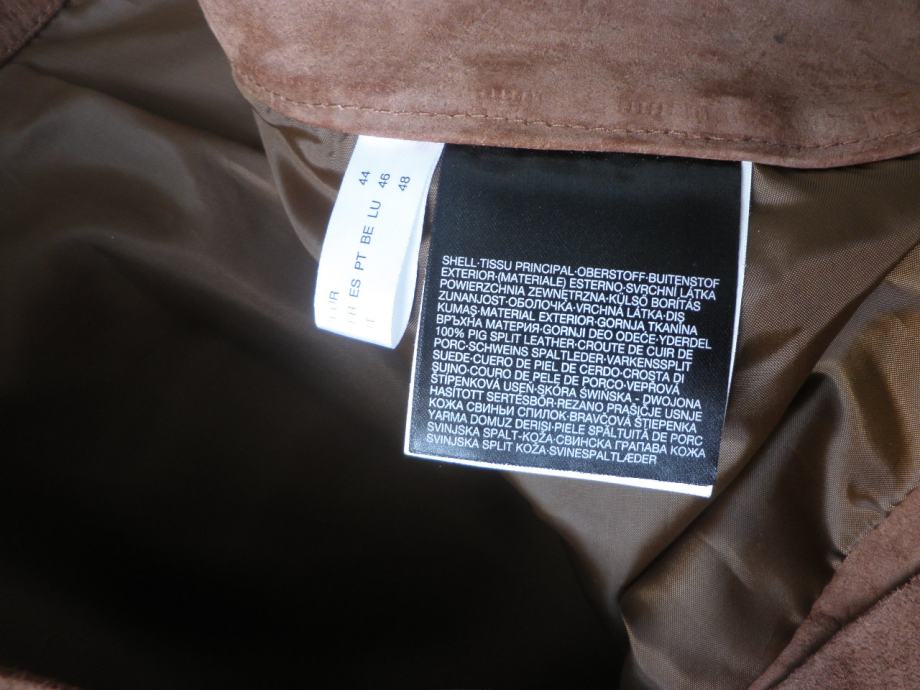 44
ES PT BE LU 46
48
SHELL·TISSU PRINCIPAL·OBERSTOFF·BUITENSTOF
EXTERIOR·(MATERIALE) ESTERNO·SVRCHNÍ LÁTKA
POWIERZCHNIA ZEWNĘTRZNA·KÜLSŐ BORÍTÁS
ZUNANJOST·ОБОЛОЧКА·VRCHNÁ LÁTKA·DIŞ
KUMAŞ·MATERIAL EXTERIOR·GORNJA TKANINA
ВРЪХНА МАТЕРИЯ·GORNJI DEO ODEĆE·YDERDEL
100% PIG SPLIT LEATHER·CROUTE DE CUIR DE
PORC·SCHWEINS SPALTLEDER·VARKENSSPLIT
SUEDE·CUERO DE PIEL DE CERDO·CROSTA DI
SUINO·COURO DE PELE DE PORCO·VEPŘOVÁ
ŠTÍPENKOVÁ USEŇ·SKÓRA ŚWIŃSKA - DWOJONA
HASÍTOTT SERTÉSBŐR·REZANO PRAŠIČJE USNJE
КОЖА СВИНЬИ СПИЛОК·BRAVČOVÁ ŠTIEPENKA
YARMA DOMUZ DERİSİ·PIELE ȘPĂLTUITĂ DE PORC
SVINJSKA SPALT-KOŽA·СВИНСКА ГРАПАВА КОЖА
SVINJSKA SPLIT KOŽA·SVINESPALTLÆDER